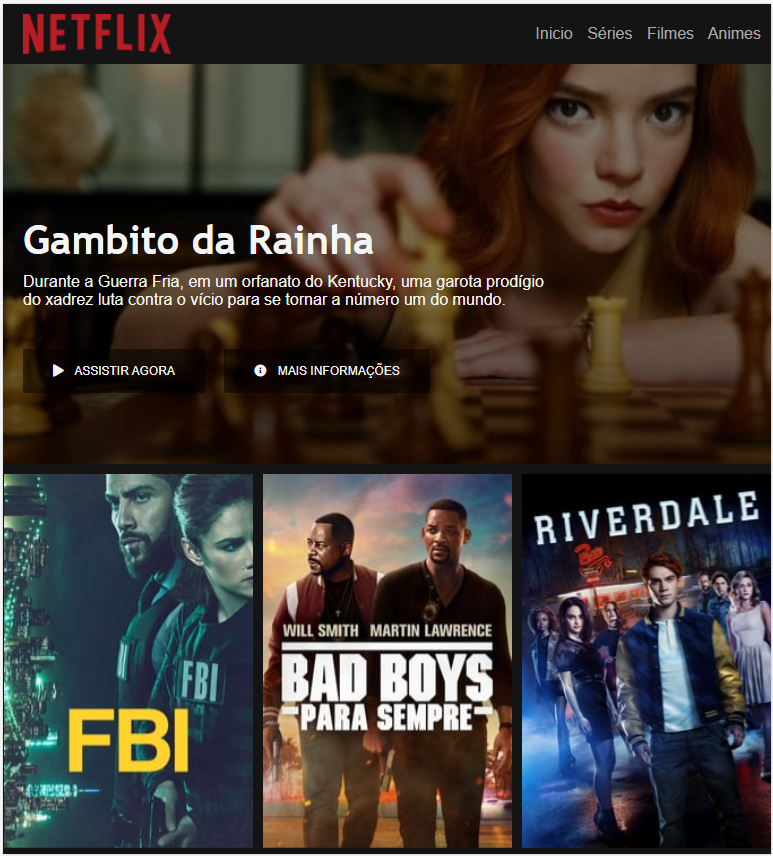 NETFLIX
Inicio Séries Filmes Animes
Gambito da Rainha
Durante a Guerra Fria, em um orfanato do Kentucky, uma garota prodígio
do xadrez luta contra o vício para se tornar a número um do mundo.
ASSISTIR AGORA
MAIS INFORMAÇÕES
FBI
FBI
WILL SMITH MARTIN LAWRENCE
BAD BOYS
PARA SEMPRE
RIVERDALE